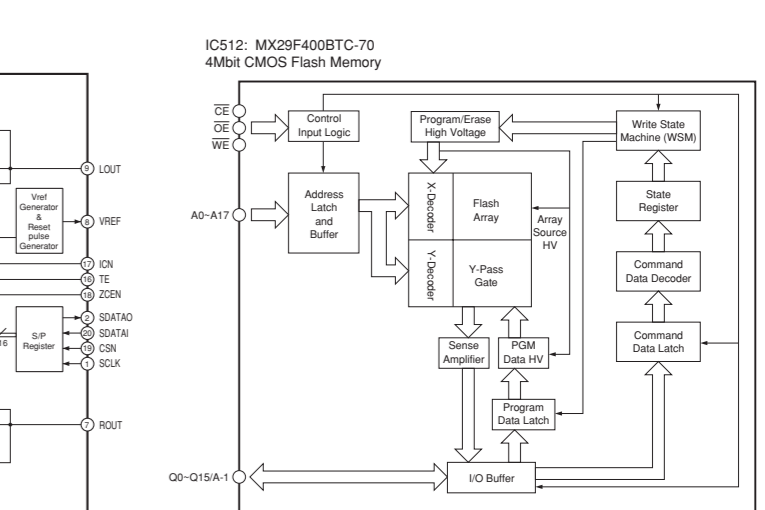 IC512: MX29F400BTC-70
4Mbit CMOS Flash Memory
9 LOUT
Vref
Generator
&
Reset
pulse
Generator
8 VREF
17 ICN
16 TE
18 ZCEN
2 SDATAO
20 SDATAI
19 CSN
1 SCLK
16
S/P
Register
7 ROUT
CE
OE
WE
Control
Input Logic
Program/Erase
High Voltage
Write State
Machine (WSM)
A0~A17
Address
Latch
and
Buffer
X-Decoder
Flash
Array
Array
Source
HV
State
Register
Y-Decoder
Y-Pass
Gate
Command
Data Decoder
Sense
Amplifier
PGM
Data HV
Command
Data Latch
Program
Data Latch
Q0~Q15/A-1
I/O Buffer